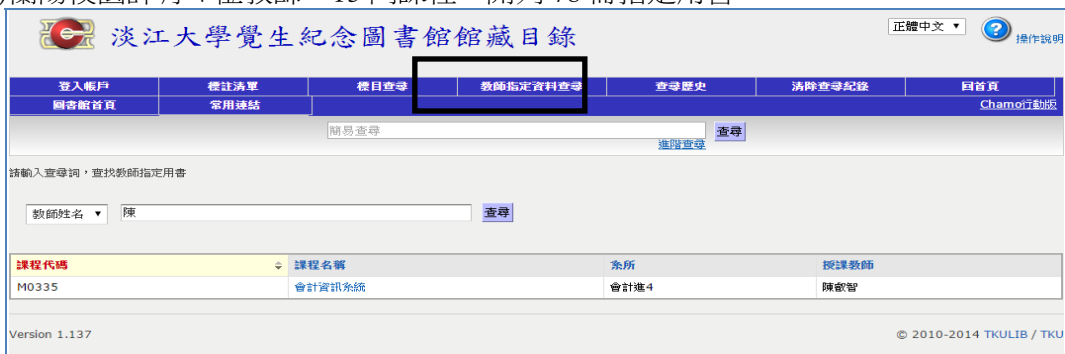 淡江大學覺生紀念圖書館館藏目錄
正體中文 ▼ 操作說明
登入帳戶 標註清單 標目查尋 教師指定資料查尋 查尋歷史 清除查尋紀錄 回首頁
圖書館首頁 常用連結 Chamo行動版
簡易查尋 查尋
進階查尋
請輸入查尋詞，查找教師指定用書
教師姓名 ▼ 陳 查尋
課程代碼 課程名稱 系所 授課教師
M0335 會計資訊系統 會計進4 陳叡智
Version 1.137 © 2010-2014 TKULIB / TKU